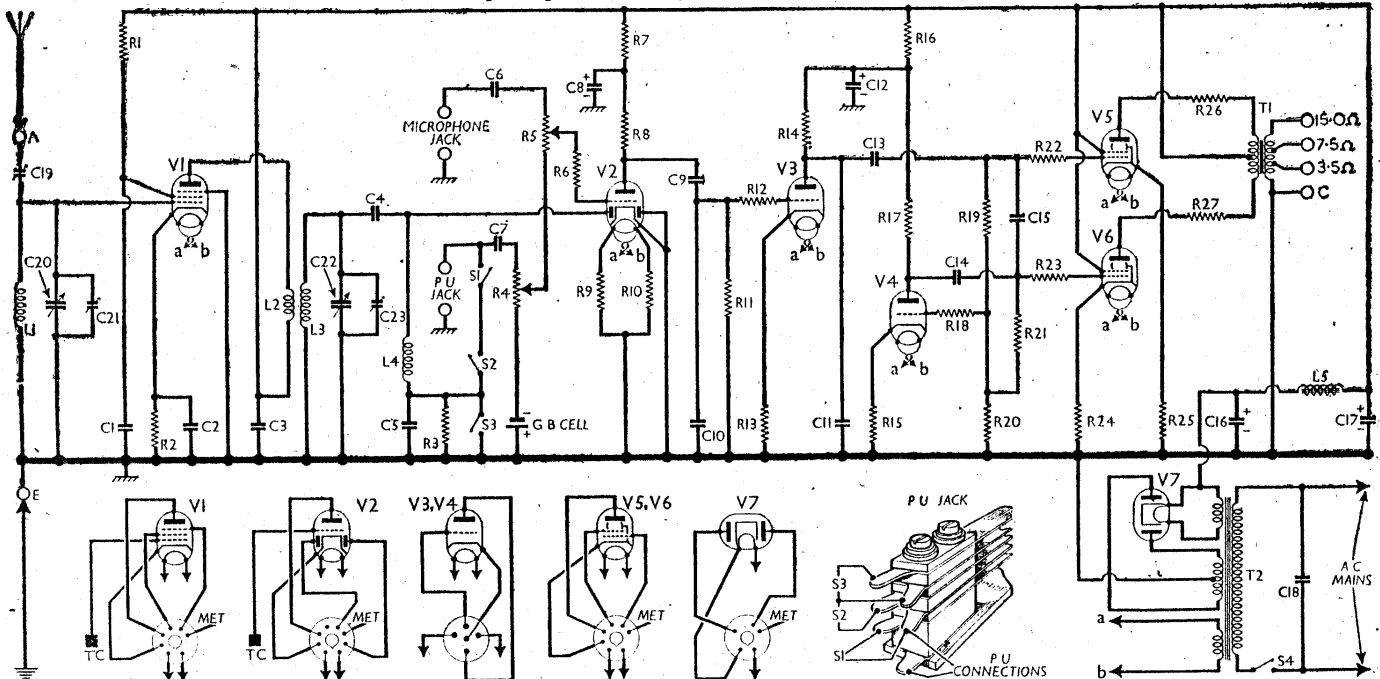 R1
R7
R16
C6
C8
+
-
C12
+
-
V5
R26
T1
15·0Ω
7·5Ω
3·5Ω
C
A
MICROPHONE
JACK
R5
R8
R14
C13
R22
C19
V1
R6
V2
C9
V3
a b
V6
R27
C4
R12
R17
R19
C15
a b
C20
C22
C7
a b
C14
R23
L1
C21
L2
L3
C23
PU
JACK
S1
R4
R9
R10
R11
a b
V4
R18
R21
a b
L4
S2
a b
L5
C1
R2
C2
C3
C5
R3
S3
-
+
G B CELL
C10
R13
C11
R15
R20
R24
R25
C16
+
-
C17
+
-
E
V1
V2
V3,V4
V5,V6
V7
PU JACK
V7
S3
S2
S1
T2
C18
A C
MAINS
MET
MET
MET
MET
TC
TC
a
b
S4
PU
CONNECTIONS